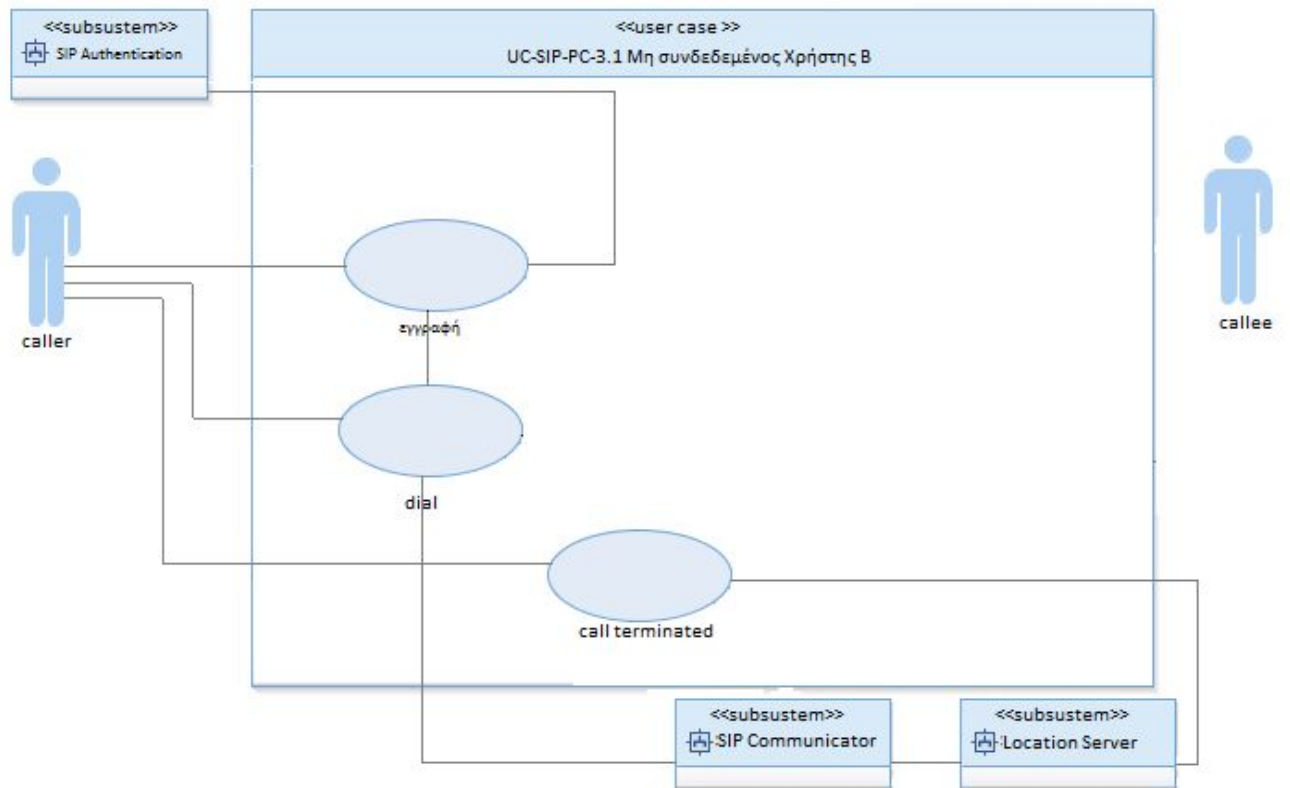 <<subsustem>>
SIP Authentication
<<user case >>
UC-SIP-PC-3.1 Μη συνδεδεμένος Χρήστης Β
caller
callee
εγγραφή
dial
call terminated
<<subsustem>>
:SIP Communicator
<<subsustem>>
:Location Server